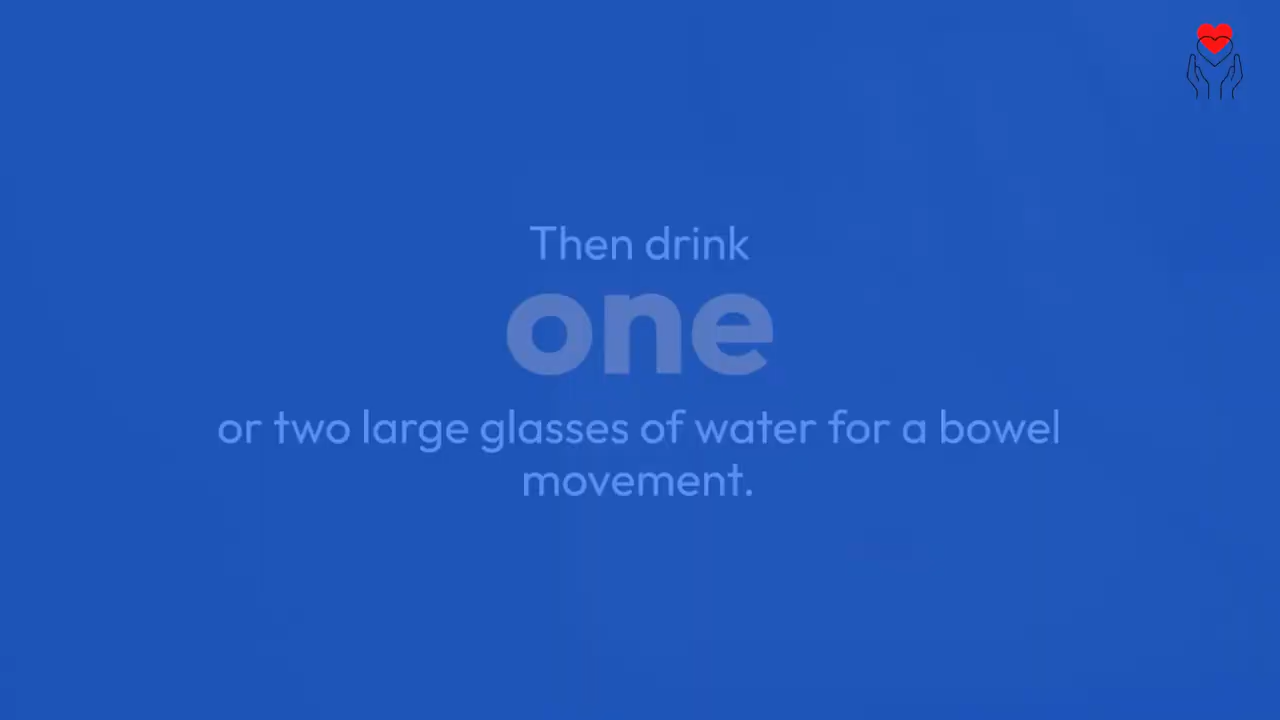 Then drink
one
or two large glasses of water for a bowel
movement.